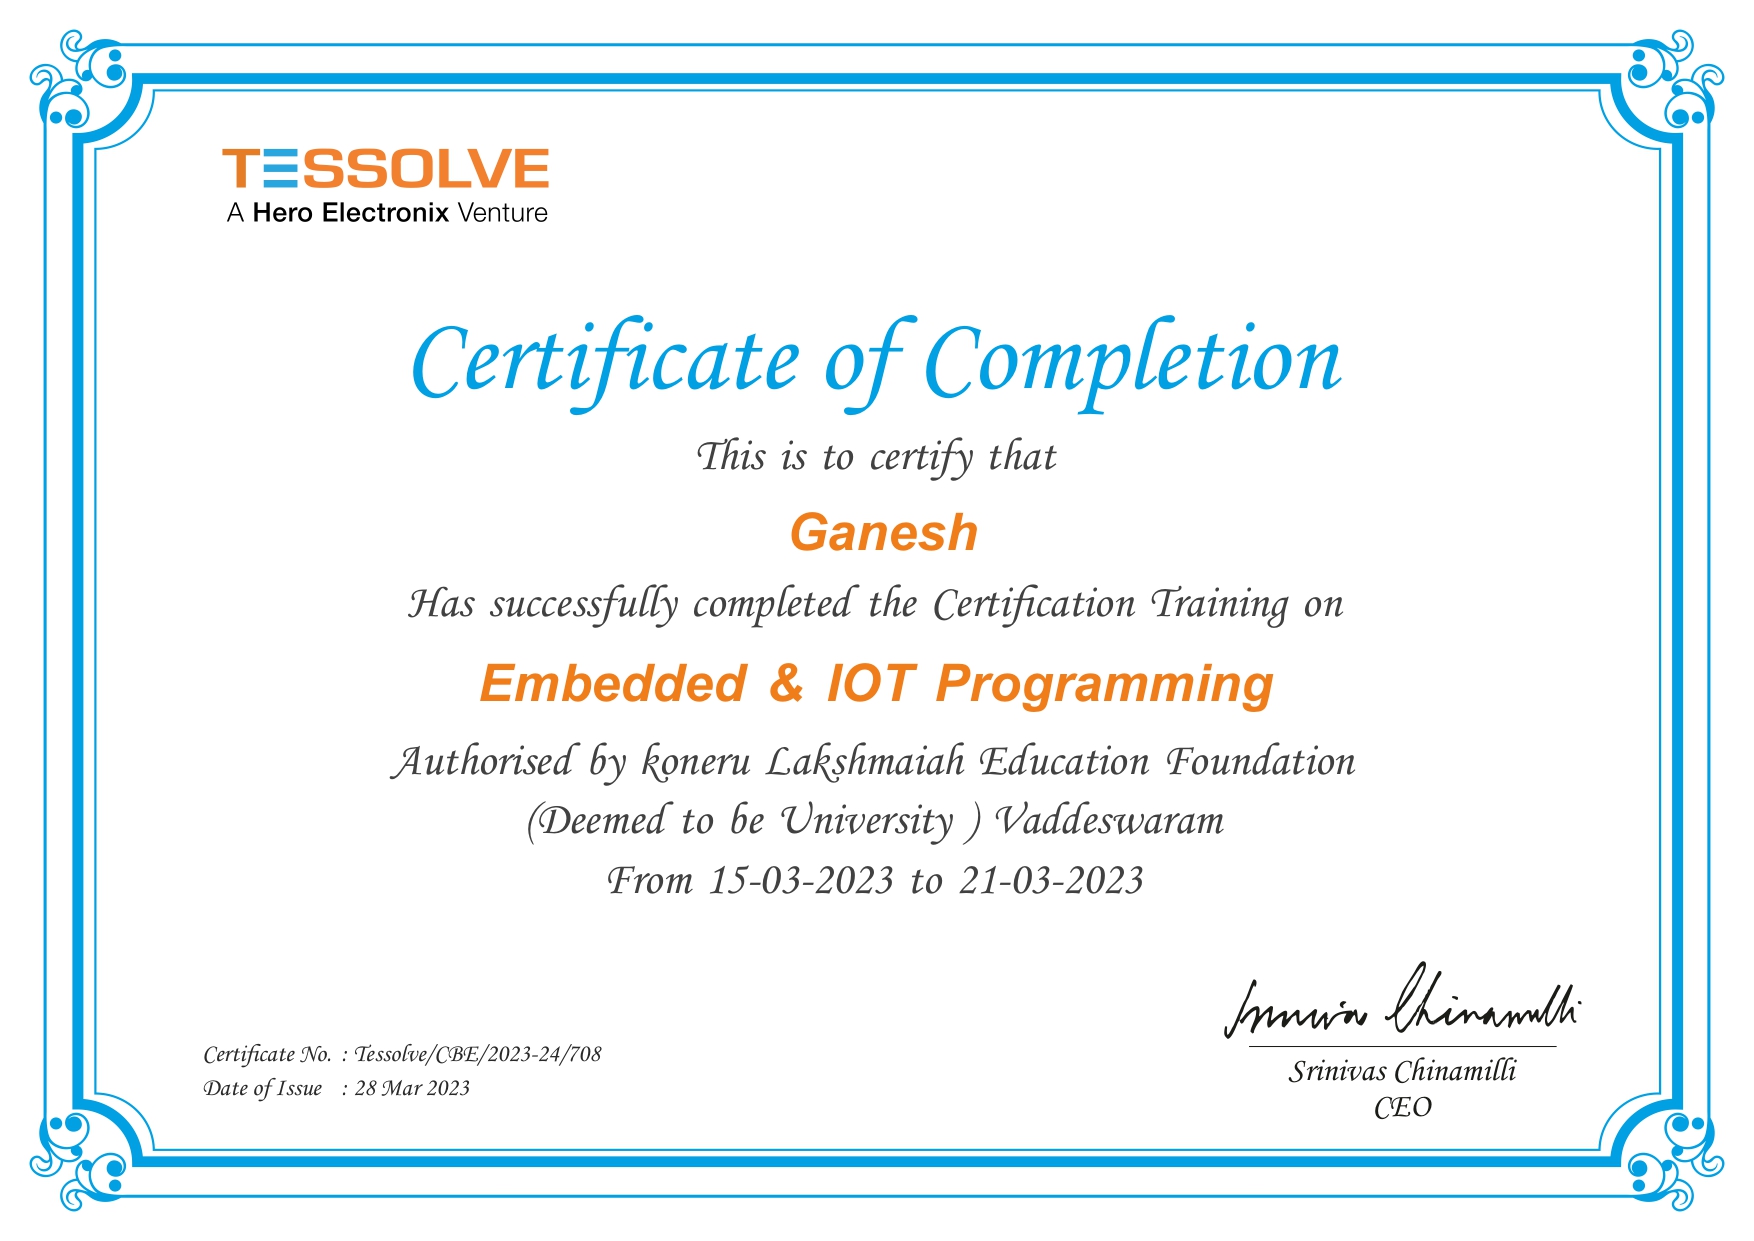 TESSOLVE
A Hero Electronix Venture
Certificate of Completion
This is to certify that
Ganesh
Has successfully completed the Certification Training on
Embedded & IOT Programming
Authorised by koneru Lakshmaiah Education Foundation
(Deemed to be University ) Vaddeswaram
From 15-03-2023 to 21-03-2023
Srinivas Chinamilli
Certificate No. : Tessolve/CBE/2023-24/708
Date of Issue : 28 Mar 2023
Srinivas Chinamilli
CEO